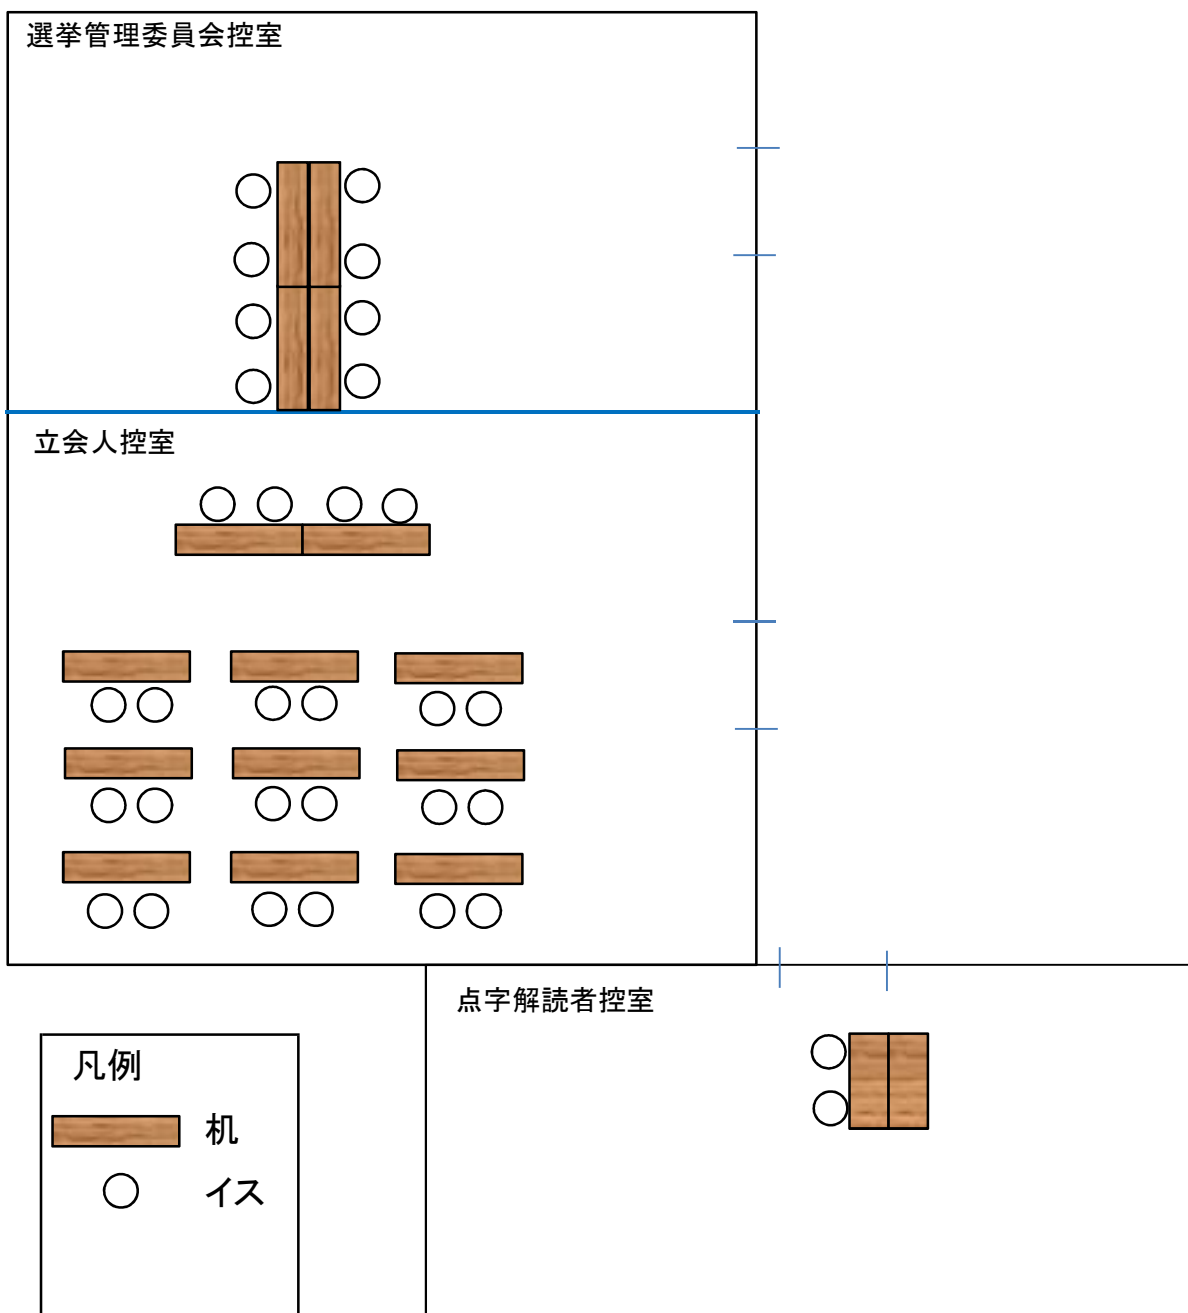 選挙管理委員会控室
立会人控室
点字解読者控室
凡例
机
イス